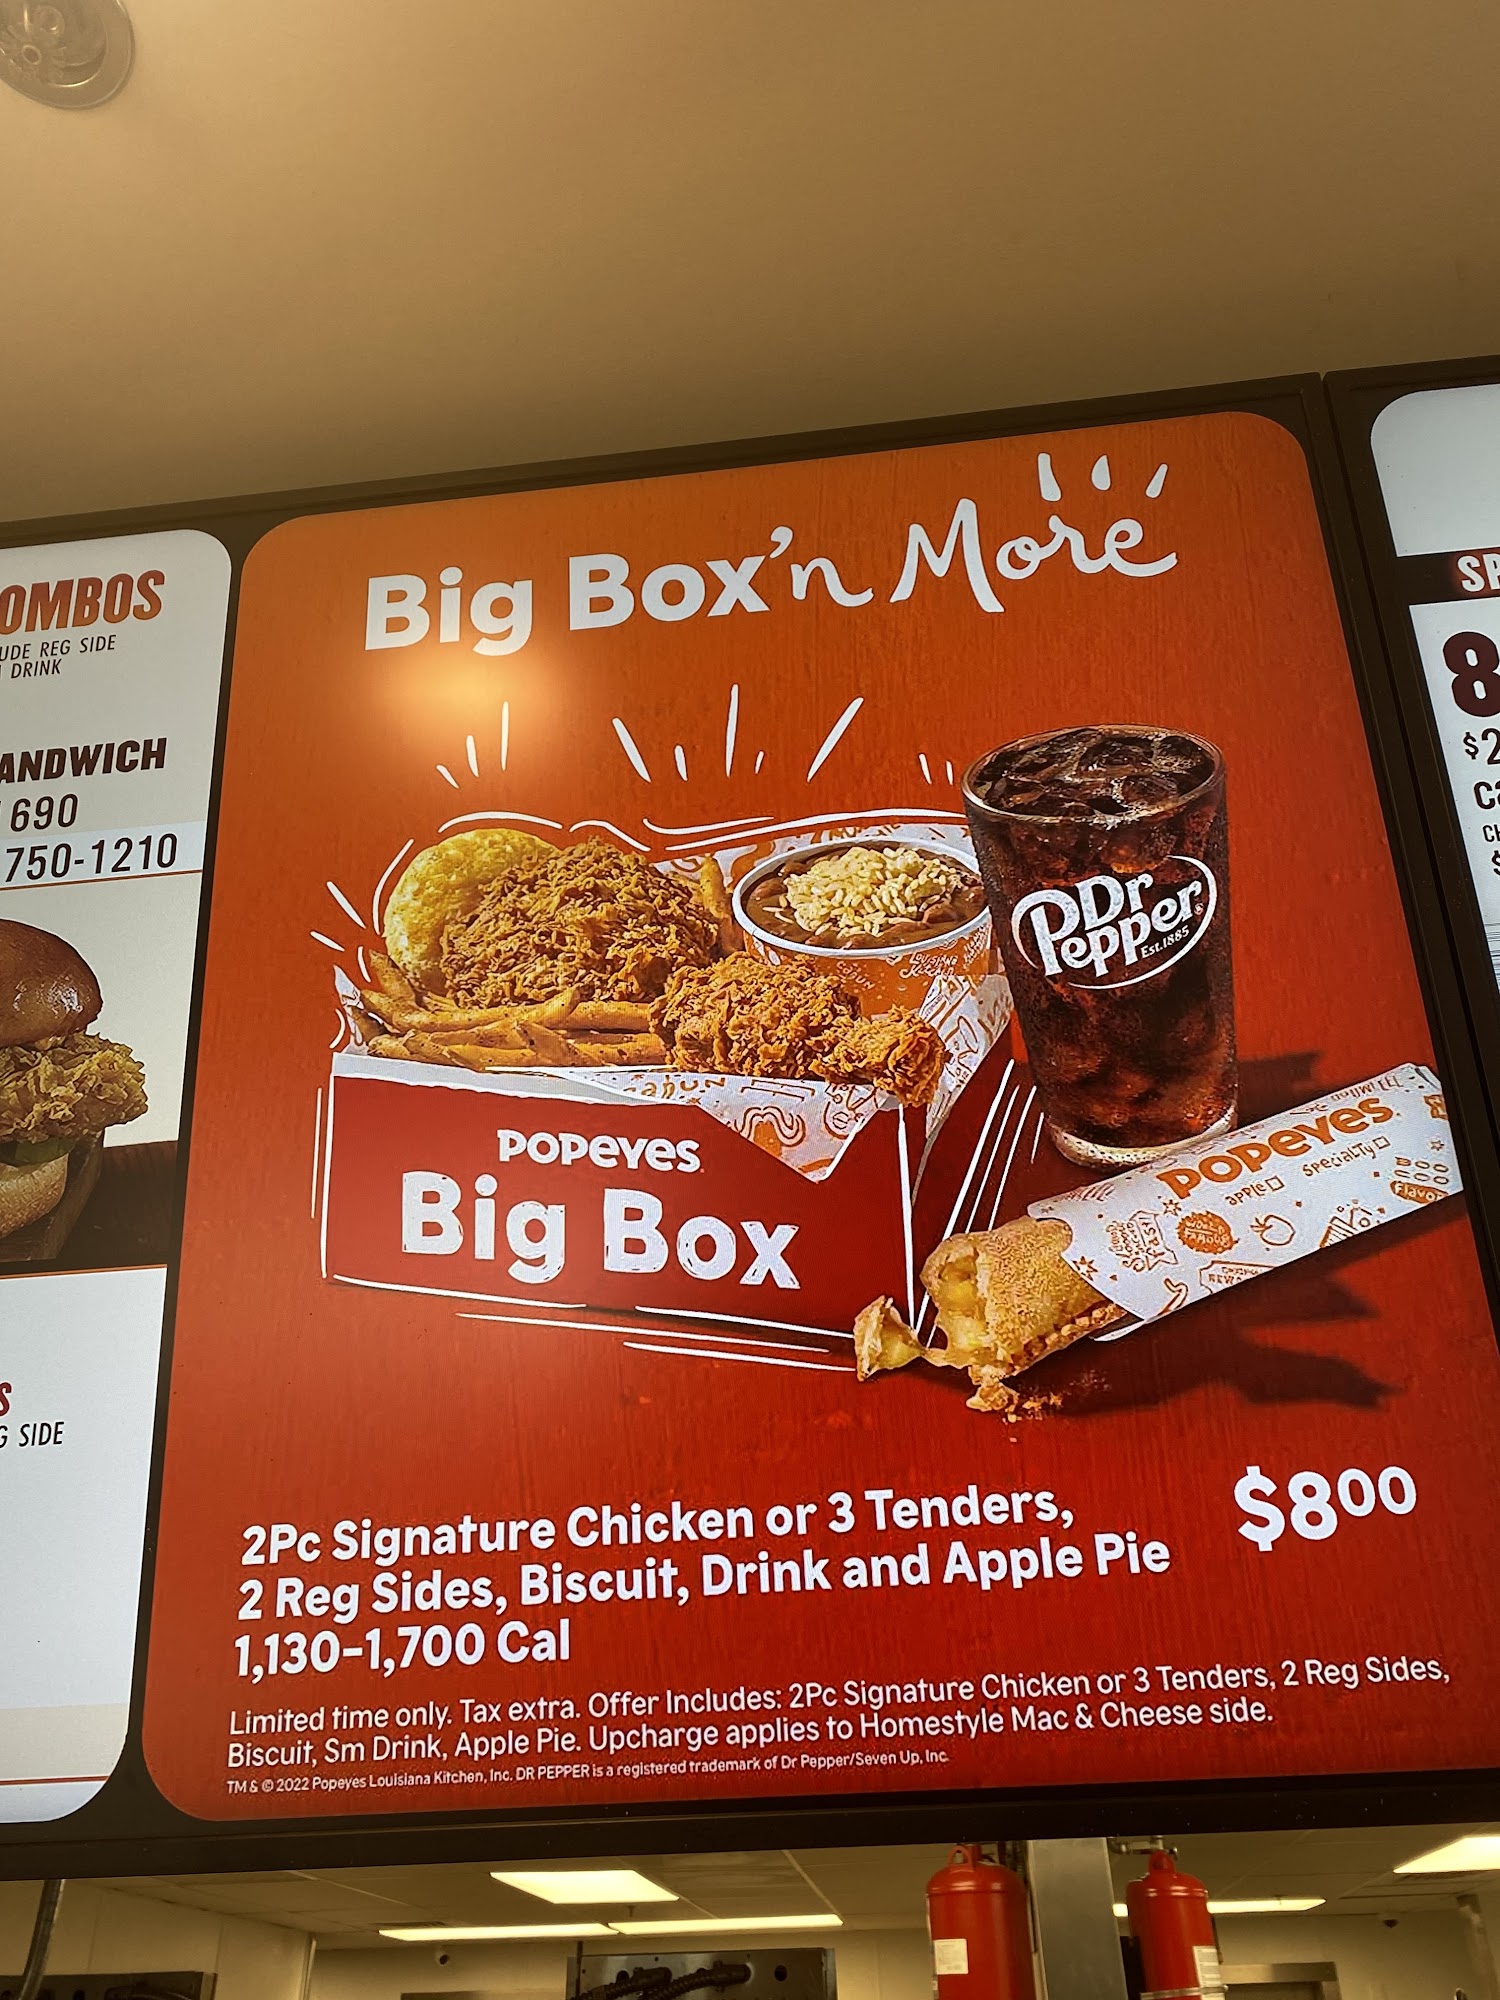 OMBOS
UDE REG SIDE
DRINK
ANDWICH
690
750-1210
S
G SIDE
Big Box'n More
Dr
Pepper
Est.1885
LOUISIANA
KITCHEN
POPEYES
Big Box
POPEYES
APPLE
SPECIALTY
Flavor
2Pc Signature Chicken or 3 Tenders,
2 Reg Sides, Biscuit, Drink and Apple Pie
1,130-1,700 Cal
$800
Limited time only. Tax extra. Offer Includes: 2Pc Signature Chicken or 3 Tenders, 2 Reg Sides,
Biscuit, Sm Drink, Apple Pie. Upcharge applies to Homestyle Mac & Cheese side.
TM & © 2022 Popeyes Louisiana Kitchen, Inc. DR PEPPER is a registered trademark of Dr Pepper/Seven Up, Inc.
SP
8
$2